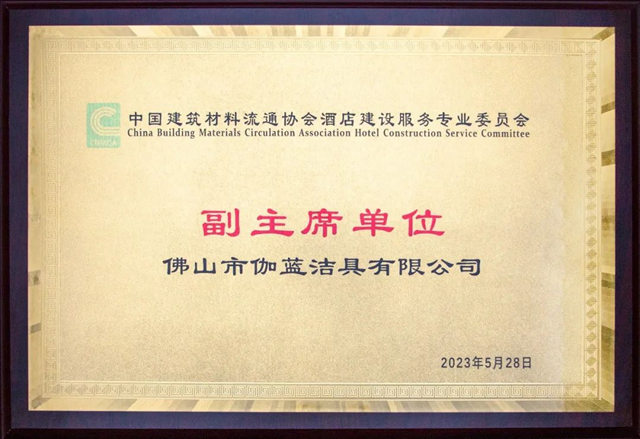 中国建筑材料流通协会酒店建设服务专业委员会
China Building Materials Circulation Association Hotel Construction Service Committee
副主席单位
佛山市伽蓝洁具有限公司
2023年5月28日